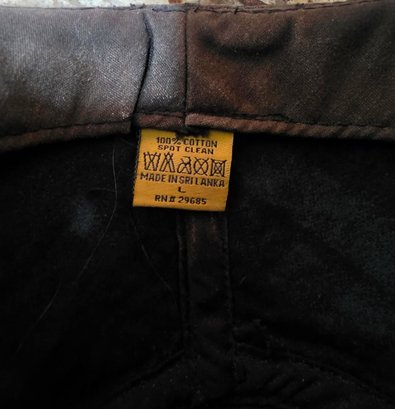 100% COTTON
SPOT CLEAN
MADE IN SRI LANKA
L
RN# 29685